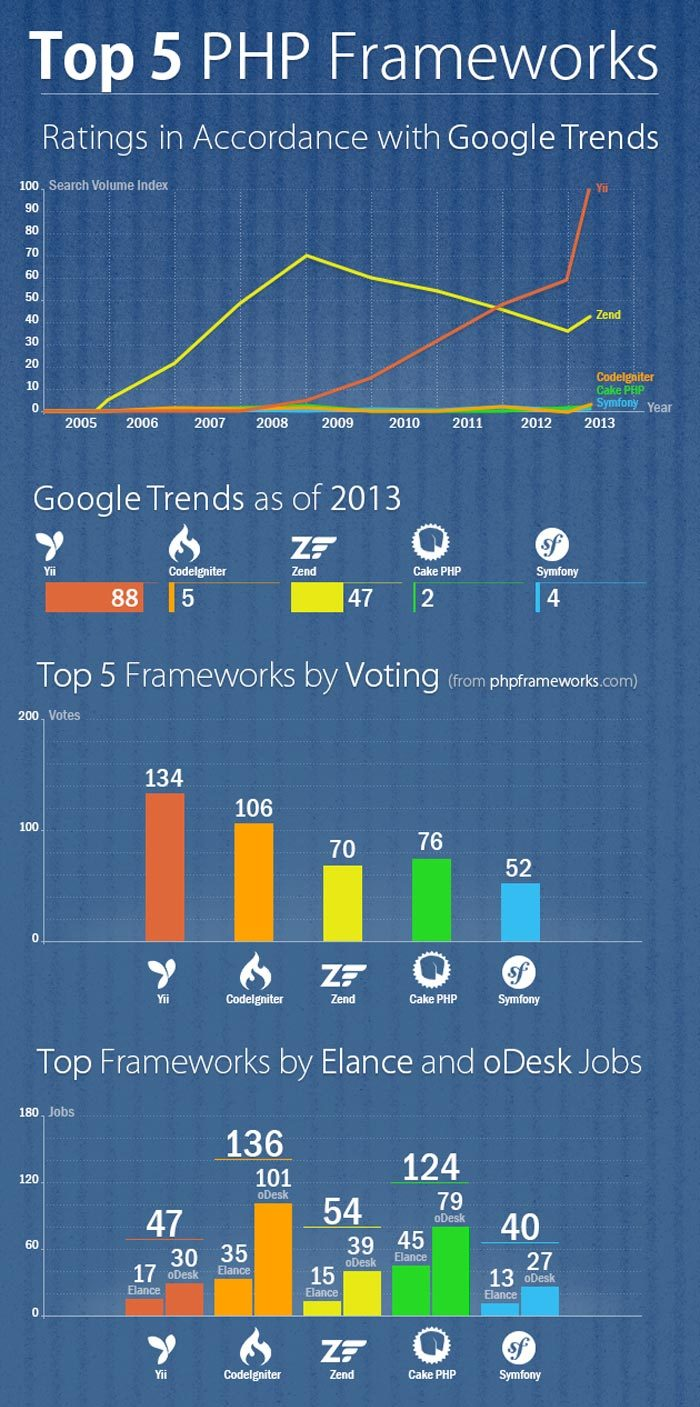 Top 5 PHP Frameworks
Ratings in Accordance with Google Trends
100 Search Volume Index
Yii
90
80
70
60
50
40
30
20
10
0
Zend
CodeIgniter
Cake PHP
Symfony
Year
2005 2006 2007 2008 2009 2010 2011 2012 2013
Google Trends as of 2013
Yii CodeIgniter Zend Cake PHP Symfony
88 5 47 2 4
Top 5 Frameworks by Voting (from phpframeworks.com)
200 Votes
134
106
70
76
52
100
0
Yii CodeIgniter Zend Cake PHP Symfony
Top Frameworks by Elance and oDesk Jobs
180 Jobs
120
60
0
47
17 Elance
30 oDesk
136
35 Elance
101 oDesk
54
15 Elance
39 oDesk
124
45 Elance
79 oDesk
40
13 Elance
27 oDesk
Yii CodeIgniter Zend Cake PHP Symfony